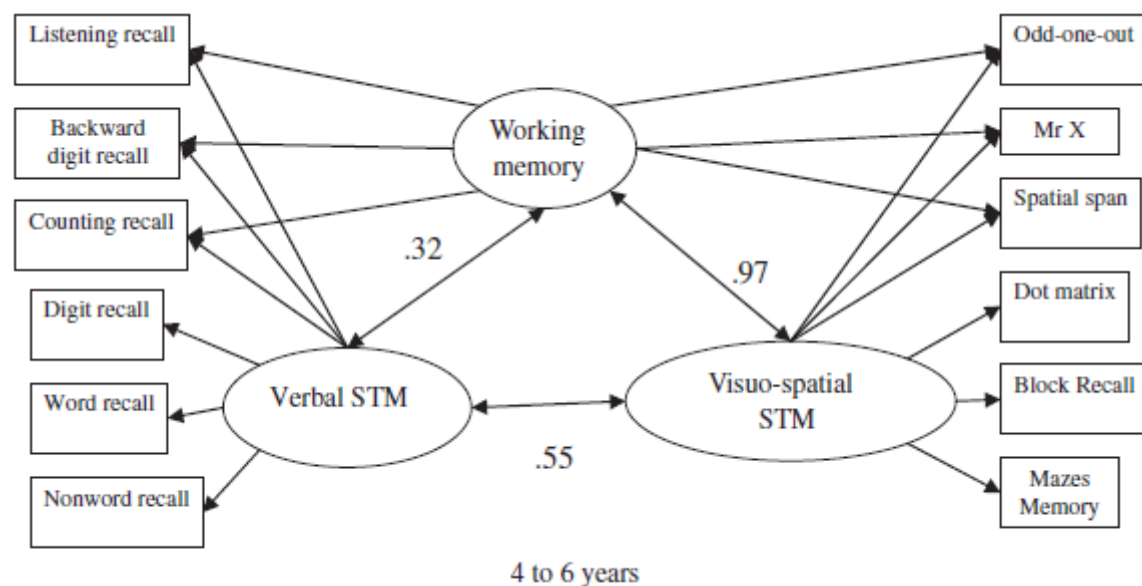 Listening recall
Odd-one-out
Working
memory
Backward
digit recall
Mr X
Counting recall
Spatial span
.32
.97
Digit recall
Dot matrix
Verbal STM
Visuo-spatial
STM
Word recall
Block Recall
.55
Nonword recall
Mazes
Memory
4 to 6 years